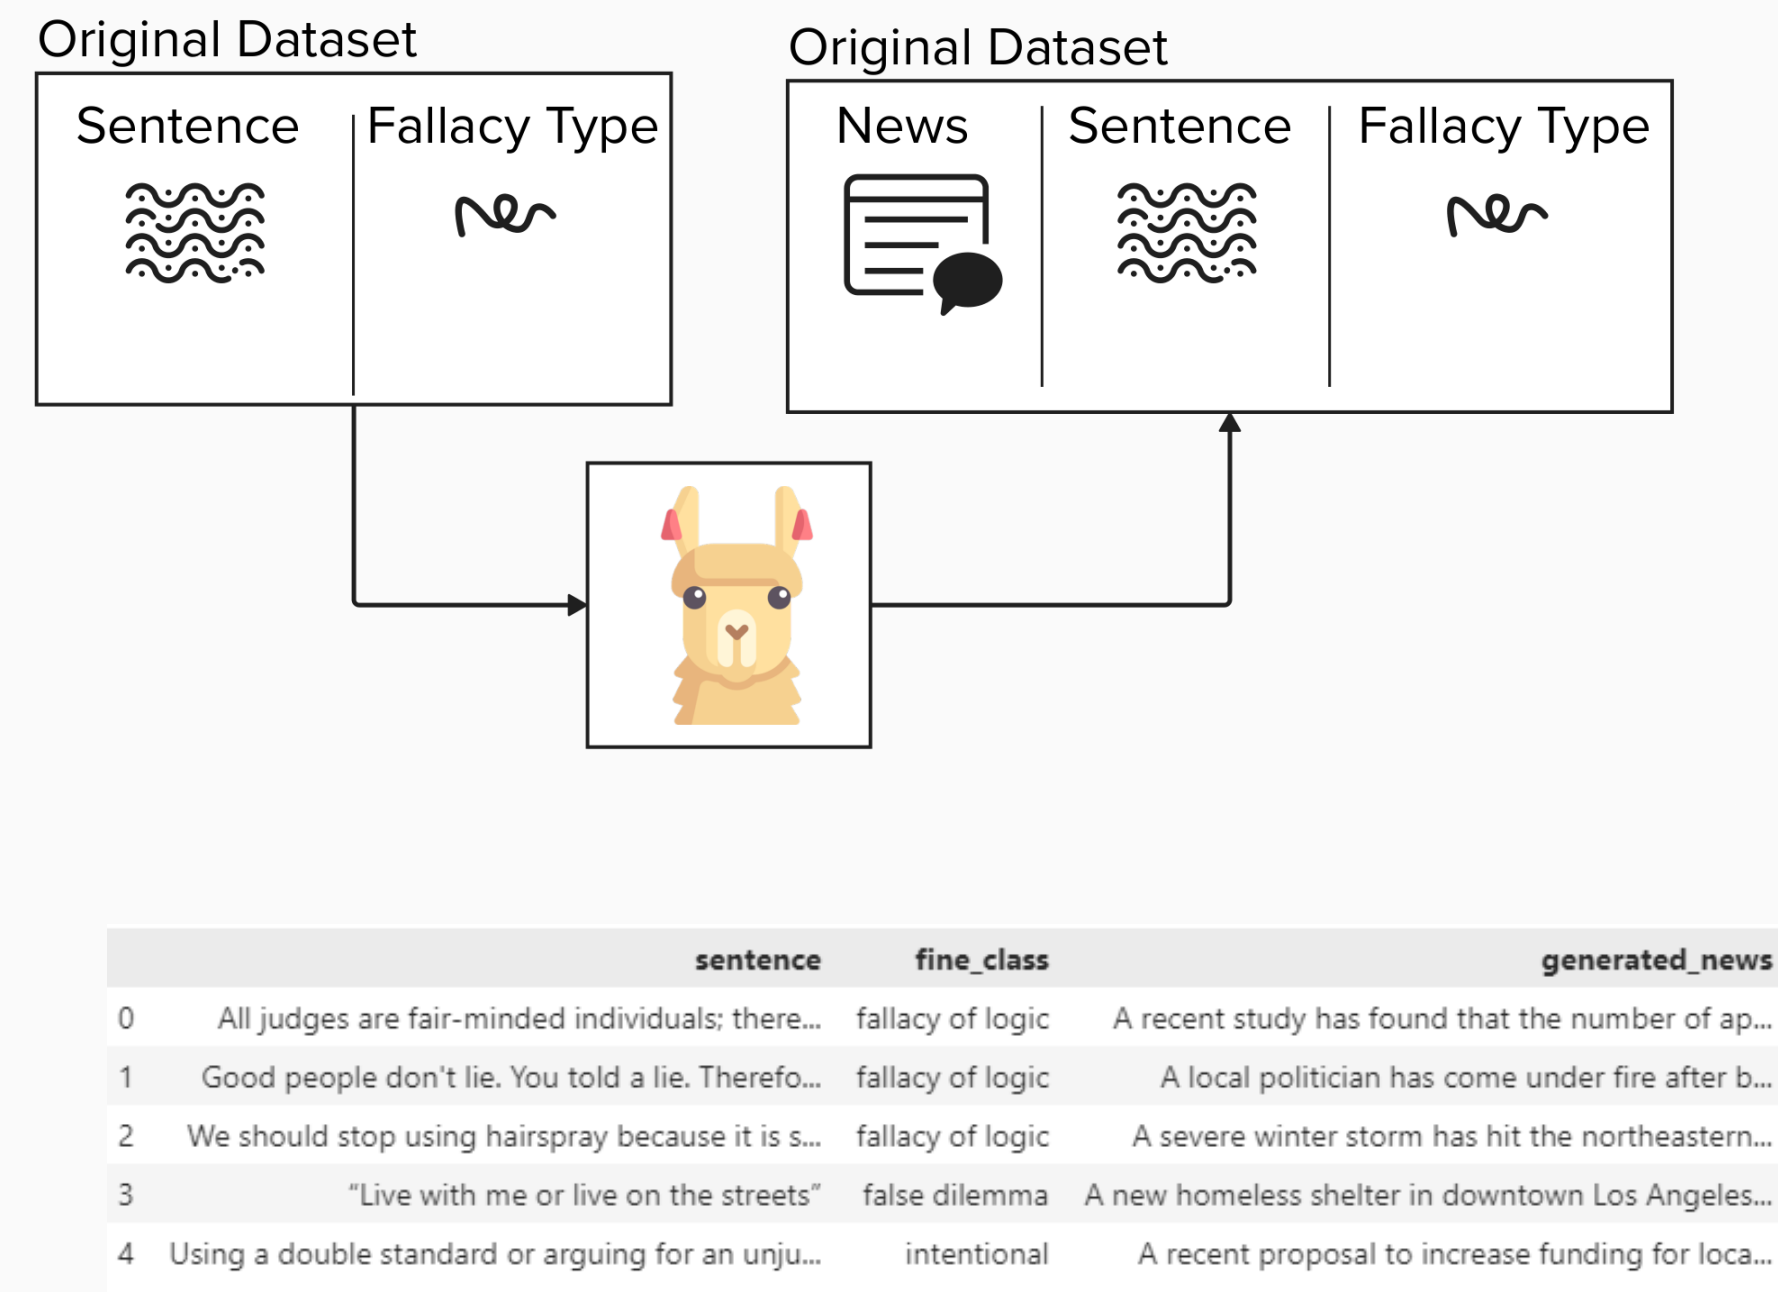 Original Dataset
Sentence
Fallacy Type
Original Dataset
News
Sentence
Fallacy Type
sentence fine_class generated_news
0 All judges are fair-minded individuals; there... fallacy of logic A recent study has found that the number of ap...
1 Good people don't lie. You told a lie. Therefo... fallacy of logic A local politician has come under fire after b...
2 We should stop using hairspray because it is s... fallacy of logic A severe winter storm has hit the northeastern...
3 “Live with me or live on the streets” false dilemma A new homeless shelter in downtown Los Angeles...
4 Using a double standard or arguing for an unju... intentional A recent proposal to increase funding for loca...